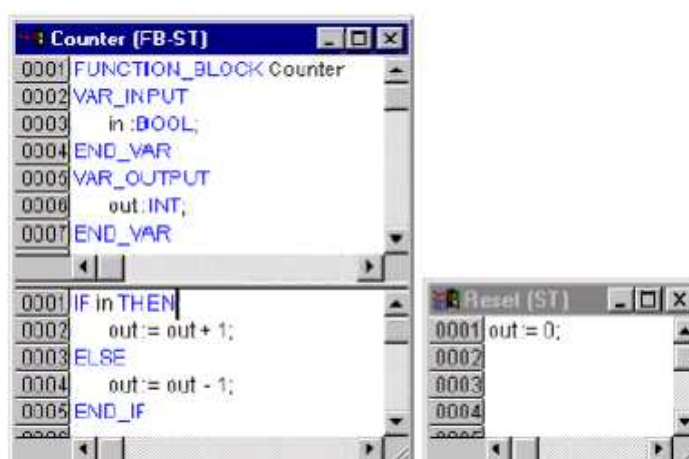 Counter (FB-ST)
0001 FUNCTION_BLOCK Counter
0002 VAR_INPUT
0003 in :BOOL;
0004 END_VAR
0005 VAR_OUTPUT
0006 out: INT;
0007 END_VAR
0001 IF in THEN
0002 out:= out + 1;
0003 ELSE
0004 out:= out - 1;
0005 END_IF
Reset (ST)
0001 out := 0;
0002
0003
0004